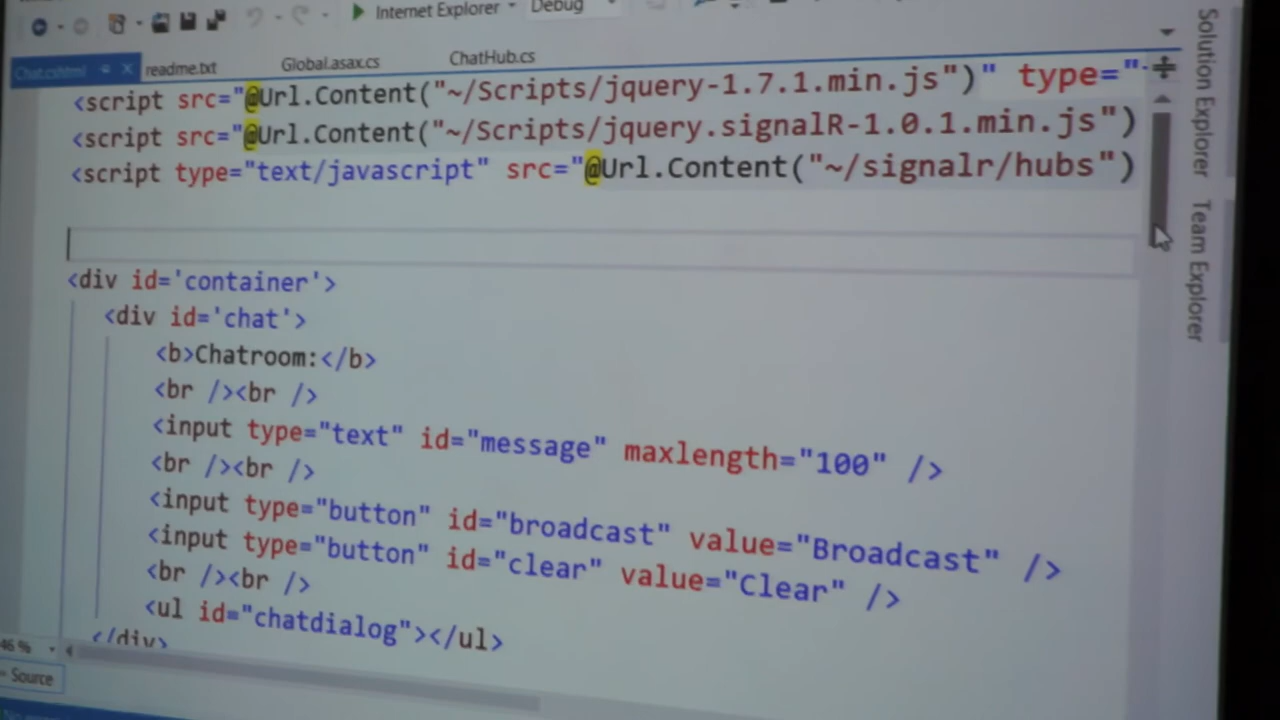 Internet Explorer Debug
Chat.cshtml readme.txt Global.asax.cs ChatHub.cs
<script src="@Url.Content("~/Scripts/jquery-1.7.1.min.js")" type="
<script src="@Url.Content("~/Scripts/jquery.signalR-1.0.1.min.js")
<script type="text/javascript" src="@Url.Content("~/signalr/hubs")
<div id='container'>
<div id='chat'>
<b>Chatroom:</b>
<br /><br />
<input type="text" id="message" maxlength="100" />
<br /><br />
<input type="button" id="broadcast" value="Broadcast" />
<input type="button" id="clear" value="Clear" />
<br /><br />
<ul id="chatdialog"></ul>
</div>
46 %
Source
Solution Explorer
Team Explorer